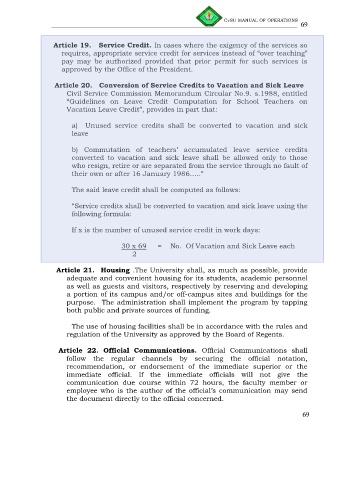 CvSU MANUAL OF OPERATIONS
69
Article 19. Service Credit. In cases where the exigency of the services so
requires, appropriate service credit for services instead of "over teaching"
pay may be authorized provided that prior permit for such services is
approved by the Office of the President.
Article 20. Conversion of Service Credits to Vacation and Sick Leave
Civil Service Commission Memorandum Circular No.9. s.1988, entitled
"Guidelines on Leave Credit Computation for School Teachers on
Vacation Leave Credit", provides in part that:
a) Unused service credits shall be converted to vacation and sick
leave
b) Commutation of teachers' accumulated leave service credits
converted to vacation and sick leave shall be allowed only to those
who resign, retire or are separated from the service through no fault of
their own or after 16 January 1986....."
The said leave credit shall be computed as follows:
"Service credits shall be converted to vacation and sick leave using the
following formula:
If x is the number of unused service credit in work days:
30 x 69 = No. Of Vacation and Sick Leave each
2
Article 21. Housing .The University shall, as much as possible, provide
adequate and convenient housing for its students, academic personnel
as well as guests and visitors, respectively by reserving and developing
a portion of its campus and/or off-campus sites and buildings for the
purpose. The administration shall implement the program by tapping
both public and private sources of funding.
The use of housing facilities shall be in accordance with the rules and
regulation of the University as approved by the Board of Regents.
Article 22. Official Communications. Official Communications shall
follow the regular channels by securing the official notation,
recommendation, or endorsement of the immediate superior or the
immediate official. If the immediate officials will not give the
communication due course within 72 hours, the faculty member or
employee who is the author of the official's communication may send
the document directly to the official concerned.
69